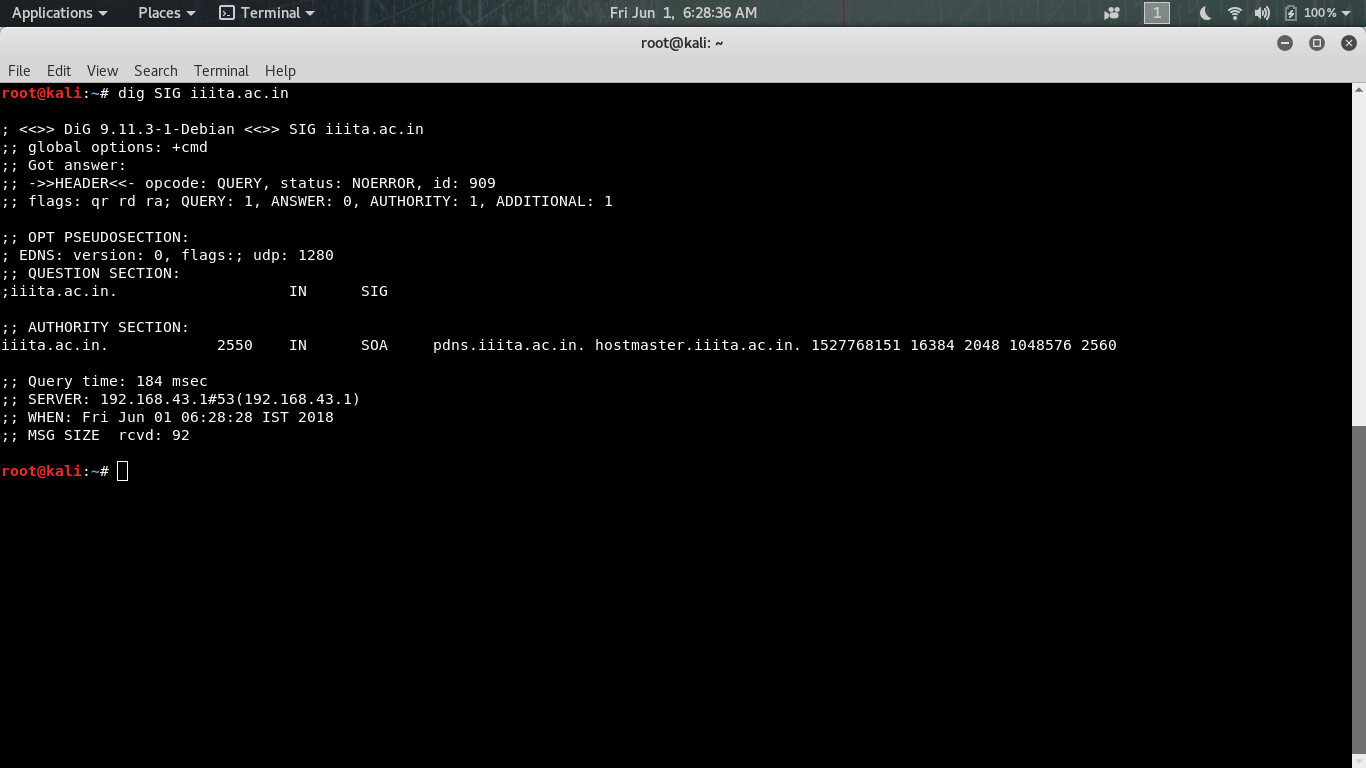 Applications Places Terminal Fri Jun 1, 6:28:36 AM 1 100%
root@kali: ~
File Edit View Search Terminal Help
root@kali:~# dig SIG iiita.ac.in
; <<>> DiG 9.11.3-1-Debian <<>> SIG iiita.ac.in
;; global options: +cmd
;; Got answer:
;; ->>HEADER<<- opcode: QUERY, status: NOERROR, id: 909
;; flags: qr rd ra; QUERY: 1, ANSWER: 0, AUTHORITY: 1, ADDITIONAL: 1
;; OPT PSEUDOSECTION:
; EDNS: version: 0, flags:; udp: 1280
;; QUESTION SECTION:
;iiita.ac.in. IN SIG
;; AUTHORITY SECTION:
iiita.ac.in. 2550 IN SOA pdns.iiita.ac.in. hostmaster.iiita.ac.in. 1527768151 16384 2048 1048576 2560
;; Query time: 184 msec
;; SERVER: 192.168.43.1#53(192.168.43.1)
;; WHEN: Fri Jun 01 06:28:28 IST 2018
;; MSG SIZE  rcvd: 92
root@kali:~#